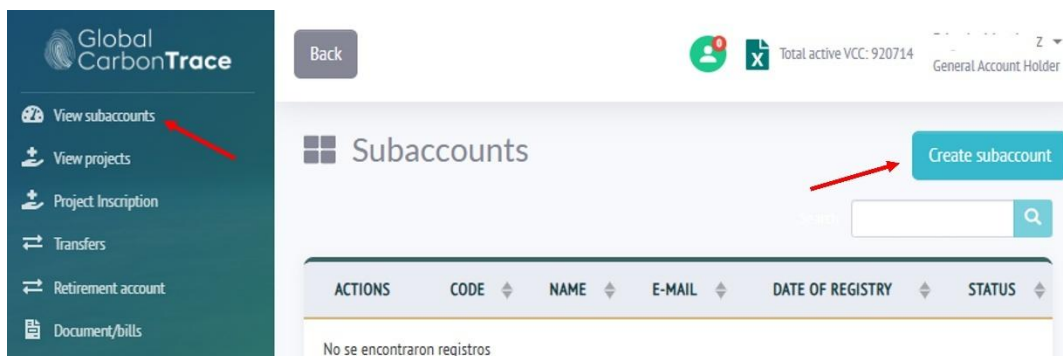 Global
CarbonTrace
View subaccounts
View projects
Project Inscription
Transfers
Retirement account
Document/bills
Back
0
Total active VCC: 920714
z
General Account Holder
Subaccounts
Create subaccount
ACTIONS CODE NAME E-MAIL DATE OF REGISTRY STATUS
No se encontraron registros